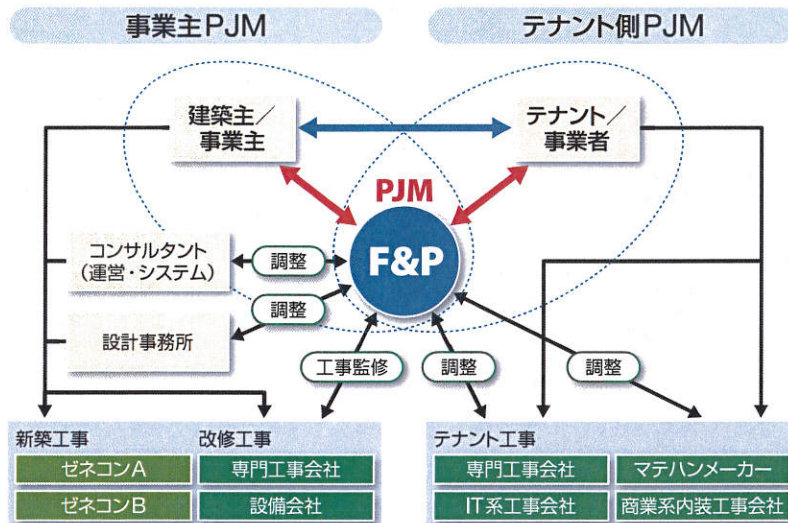 事業主PJM
テナント側PJM
建築主／
事業主
テナント／
事業者
PJM
F&P
コンサルタント
（運営・システム）
調整
調整
設計事務所
工事監修
調整
調整
新築工事
改修工事
テナント工事
ゼネコンA
専門工事会社
専門工事会社
マテハンメーカー
ゼネコンB
設備会社
IT系工事会社
商業系内装工事会社